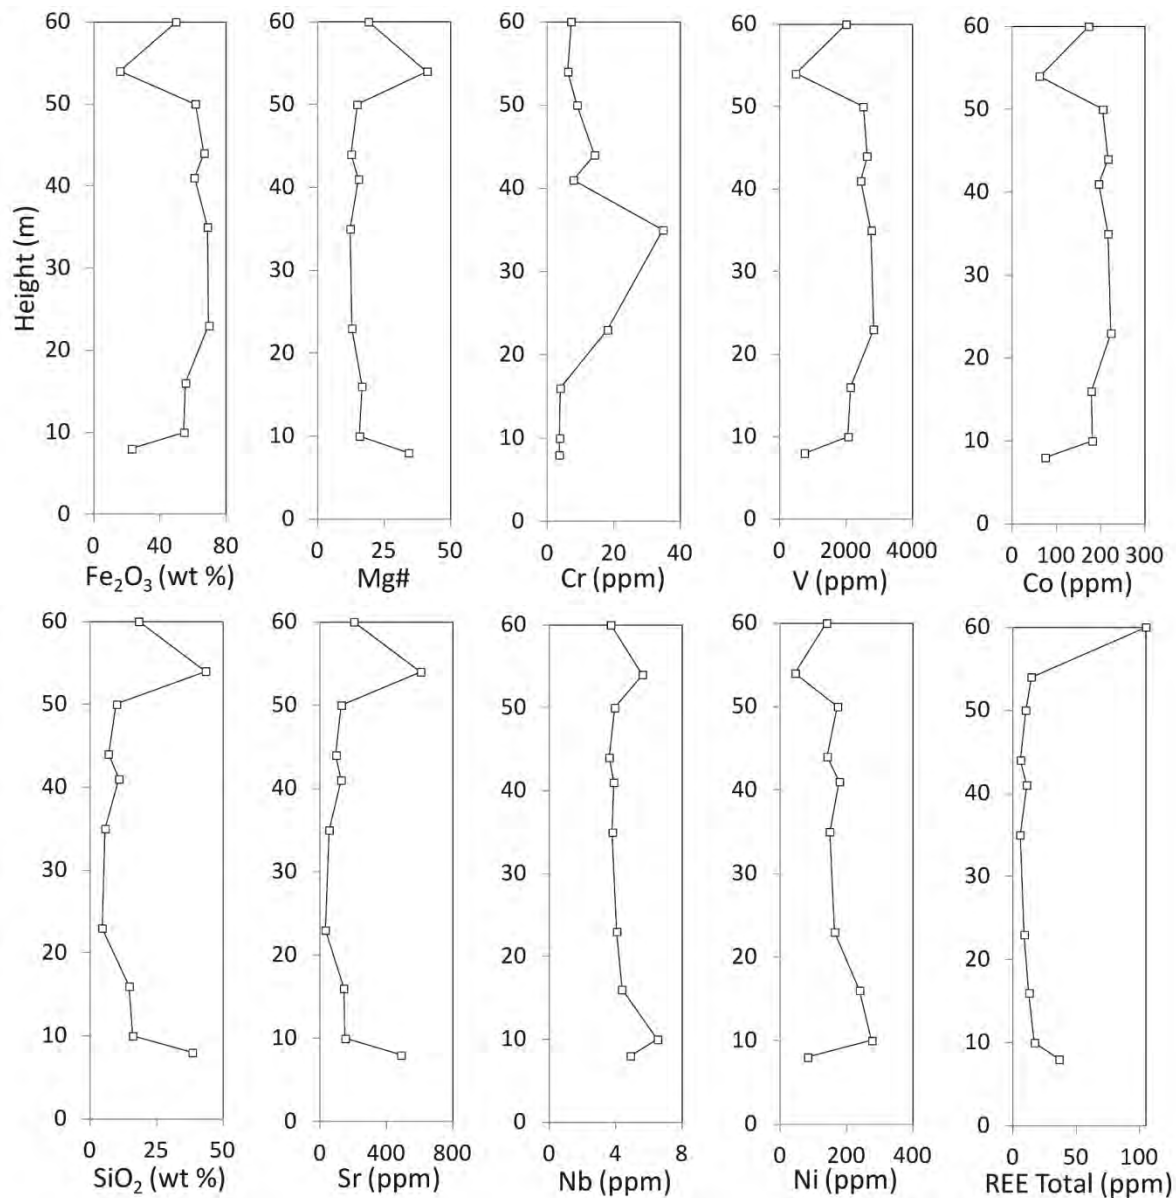 60 60 60 60 60
50 50 50 50 50
40 40 40 40 40
Height (m)
30 30 30 30 30
20 20 20 20 20
10 10 10 10 10
0 0 0 0 0
0 40 80 0 25 50 0 20 40 0 2000 4000 0 100 200 300
Fe₂O₃ (wt %) Mg# Cr (ppm) V (ppm) Co (ppm)
60 60 60 60 60
50 50 50 50 50
40 40 40 40 40
30 30 30 30 30
20 20 20 20 20
10 10 10 10 10
0 0 0 0 0
0 25 50 0 400 800 0 4 8 0 2000 4000 0 50 100
SiO₂ (wt %) Sr (ppm) Nb (ppm) Ni (ppm) REE Total (ppm)